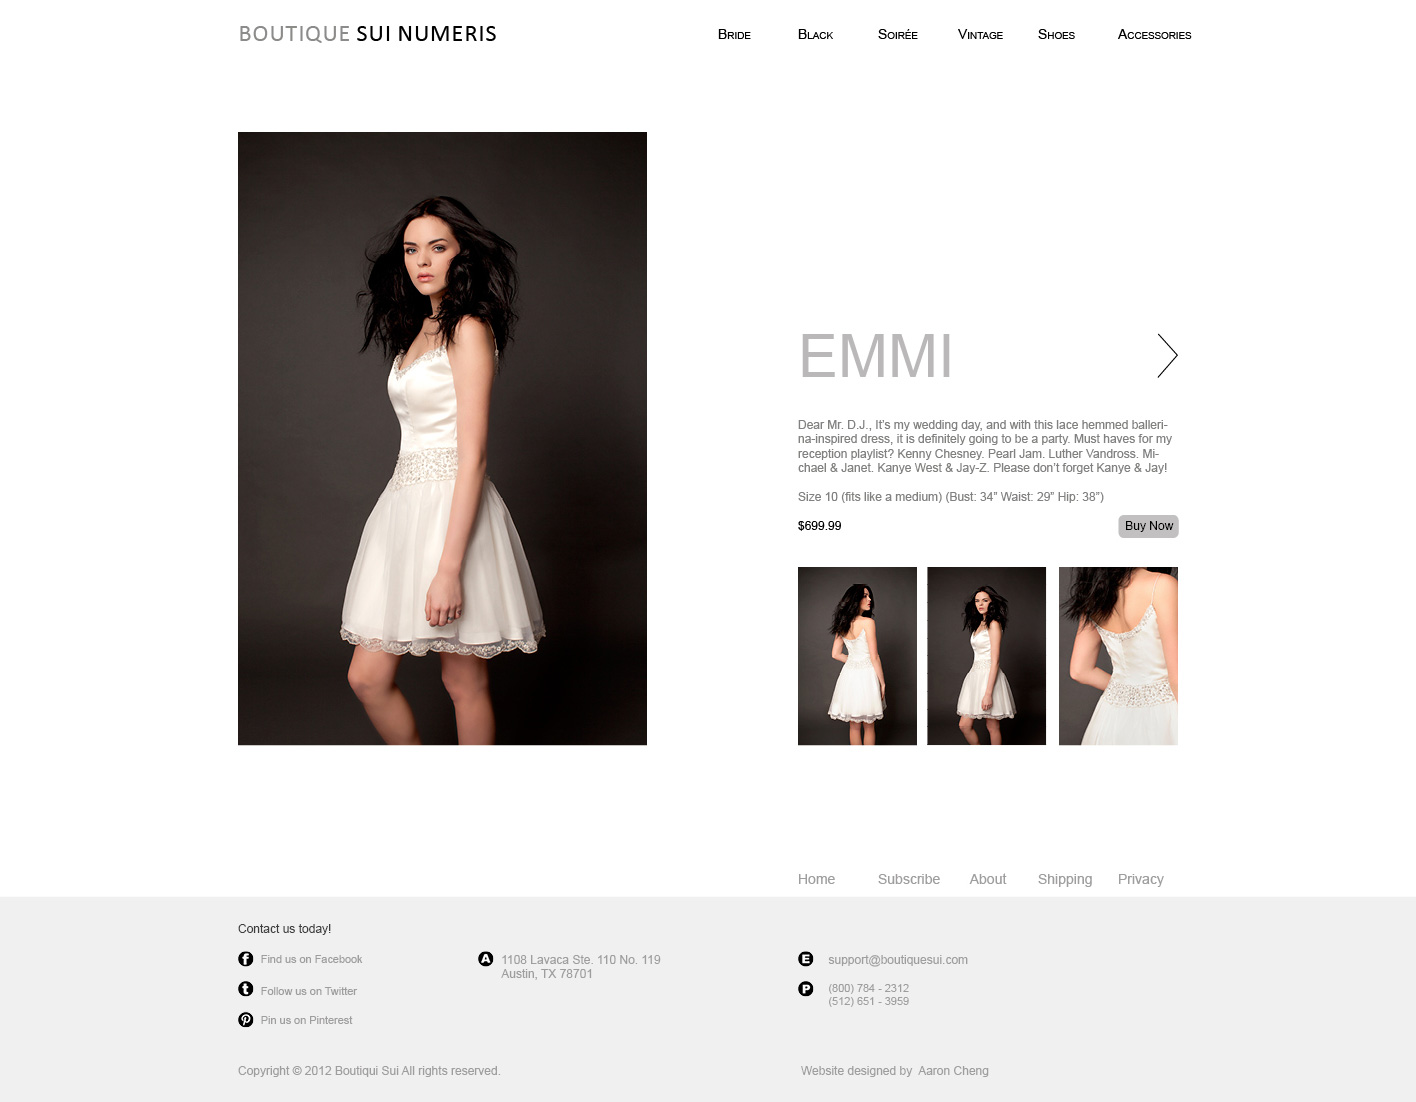 BOUTIQUE SUI NUMERIS
Bride Black Soirée Vintage Shoes Accessories
EMMI
Dear Mr. D.J., It's my wedding day, and with this lace hemmed balleri-
na-inspired dress, it is definitely going to be a party. Must haves for my
reception playlist? Kenny Chesney. Pearl Jam. Luther Vandross. Mi-
chael & Janet. Kanye West & Jay-Z. Please don't forget Kanye & Jay!
Size 10 (fits like a medium) (Bust: 34” Waist: 29” Hip: 38”)
$699.99
Buy Now
Home Subscribe About Shipping Privacy
Contact us today!
f Find us on Facebook
t Follow us on Twitter
P Pin us on Pinterest
A 1108 Lavaca Ste. 110 No. 119
Austin, TX 78701
E support@boutiquesui.com
P (800) 784 - 2312
(512) 651 - 3959
Copyright © 2012 Boutiqui Sui All rights reserved.
Website designed by Aaron Cheng